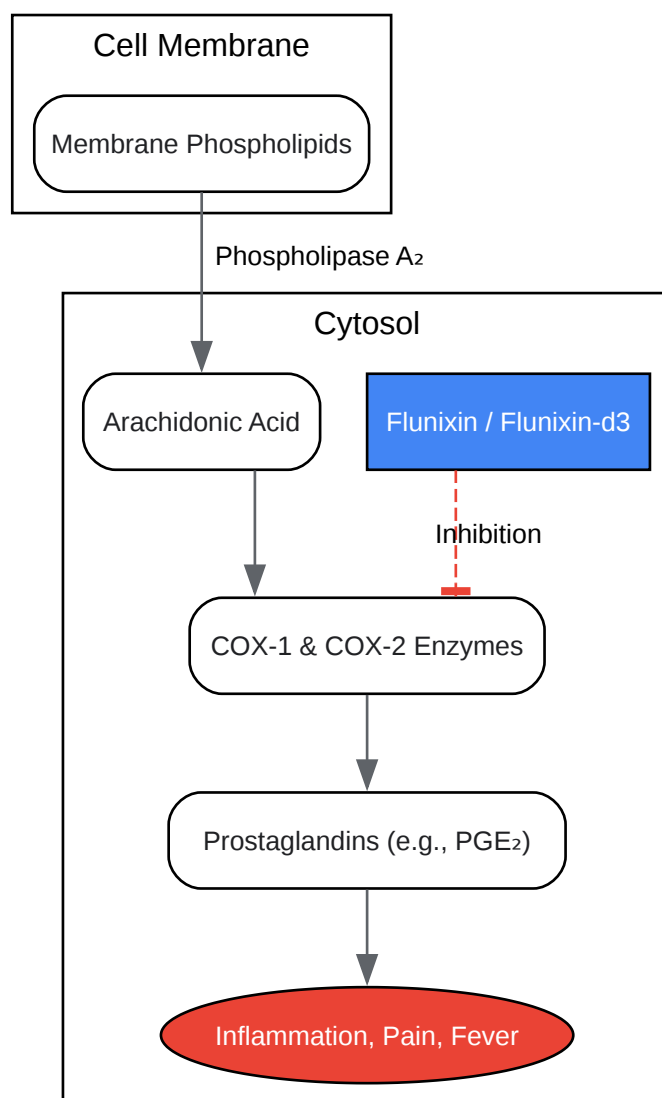 Cell Membrane
Membrane Phospholipids
Phospholipase A₂
Cytosol
Arachidonic Acid
Flunixin / Flunixin-d3
Inhibition
COX-1 & COX-2 Enzymes
Prostaglandins (e.g., PGE₂)
Inflammation, Pain, Fever